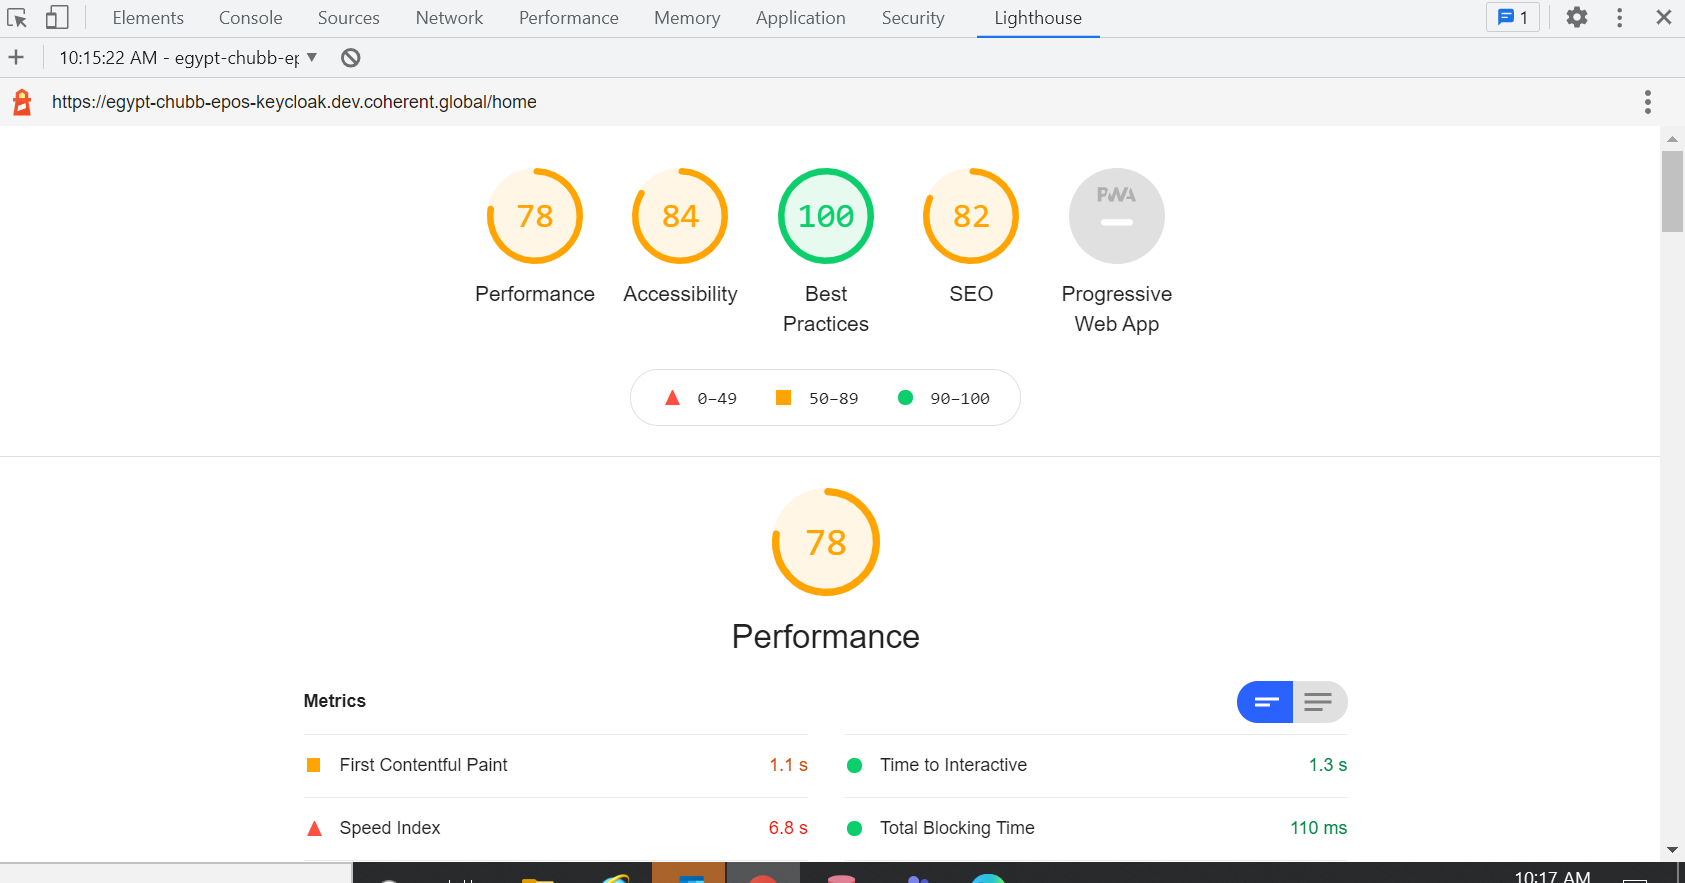 Elements Console Sources Network Performance Memory Application Security Lighthouse 1
10:15:22 AM - egypt-chubb-ep
https://egypt-chubb-epos-keycloak.dev.coherent.global/home
78 84 100 82 PWA
Performance Accessibility Best Practices SEO Progressive Web App
0–49 50–89 90–100
78
Performance
Metrics
First Contentful Paint 1.1 s Time to Interactive 1.3 s
Speed Index 6.8 s Total Blocking Time 110 ms
10:17 AM